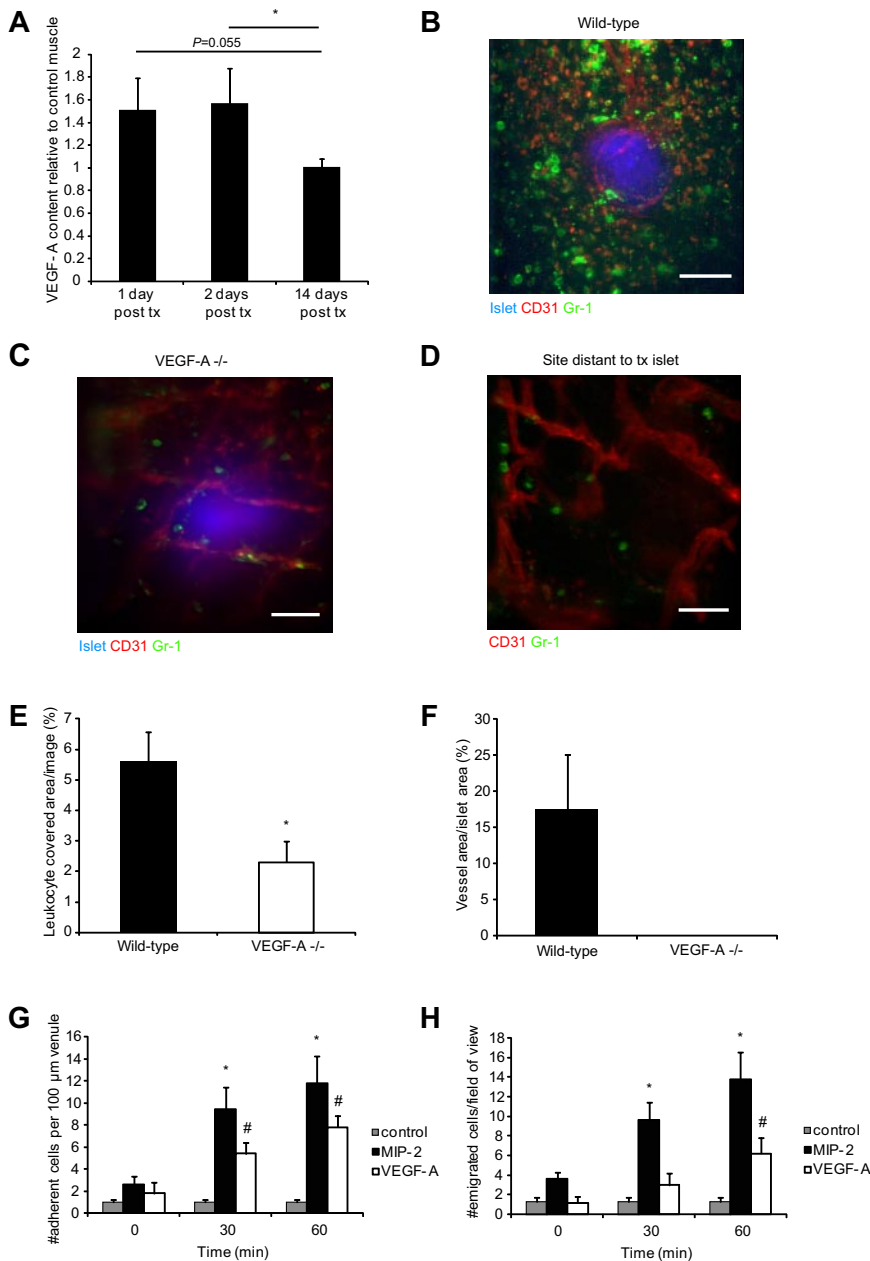 A
*
P=0.055
VEGF- A content relative to control muscle
2
1.8
1.6
1.4
1.2
1
0.8
0.6
0.4
0.2
0
1 day post tx
2 days post tx
14 days post tx
B
Wild-type
Islet CD31 Gr-1
C
VEGF-A -/-
Islet CD31 Gr-1
D
Site distant to tx islet
CD31 Gr-1
E
Leukocyte covered area/image (%)
7
6
5
4
3
2
1
0
*
Wild-type
VEGF-A -/-
F
Vessel area/islet area (%)
30
25
20
15
10
5
0
Wild-type
VEGF-A -/-
G
#adherent cells per 100 µm venule
16
14
12
10
8
6
4
2
0
*
#
*
#
0
30
60
Time (min)
control
MIP-2
VEGF-A
H
#emigrated cells/field of view
18
16
14
12
10
8
6
4
2
0
*
*
#
0
30
60
Time (min)
control
MIP-2
VEGF-A